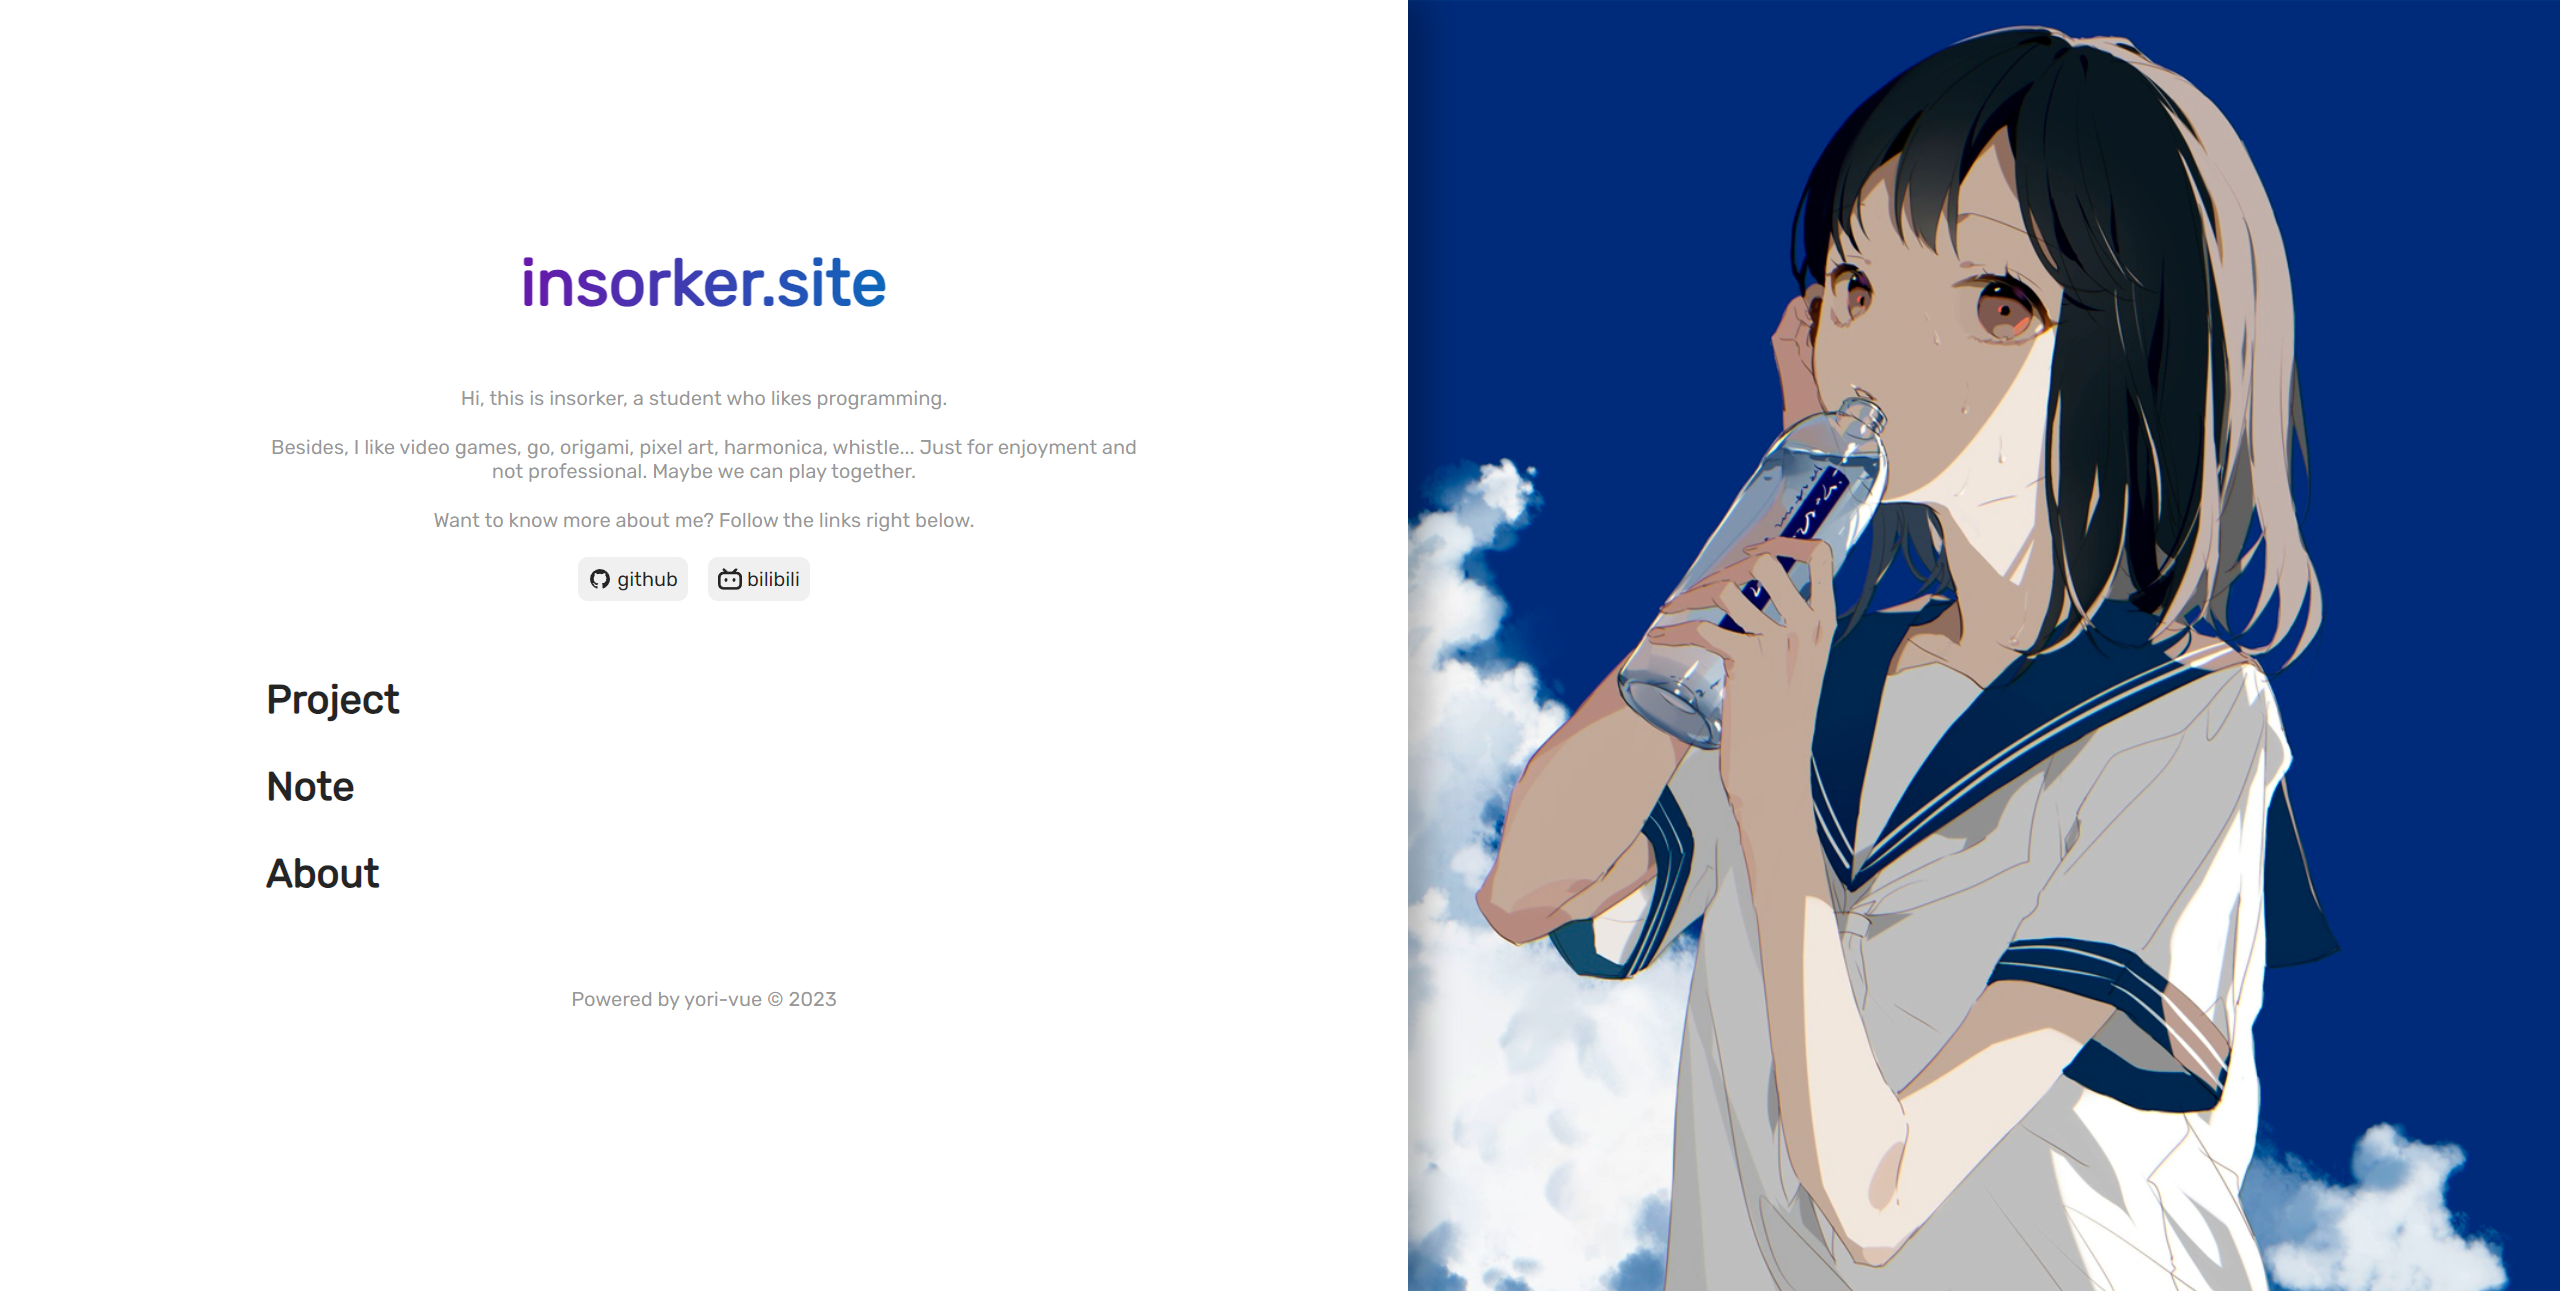 insorker.site
Hi, this is insorker, a student who likes programming.
Besides, I like video games, go, origami, pixel art, harmonica, whistle... Just for enjoyment and
not professional. Maybe we can play together.
Want to know more about me? Follow the links right below.
github
bilibili
Project
Note
About
Powered by yori-vue © 2023